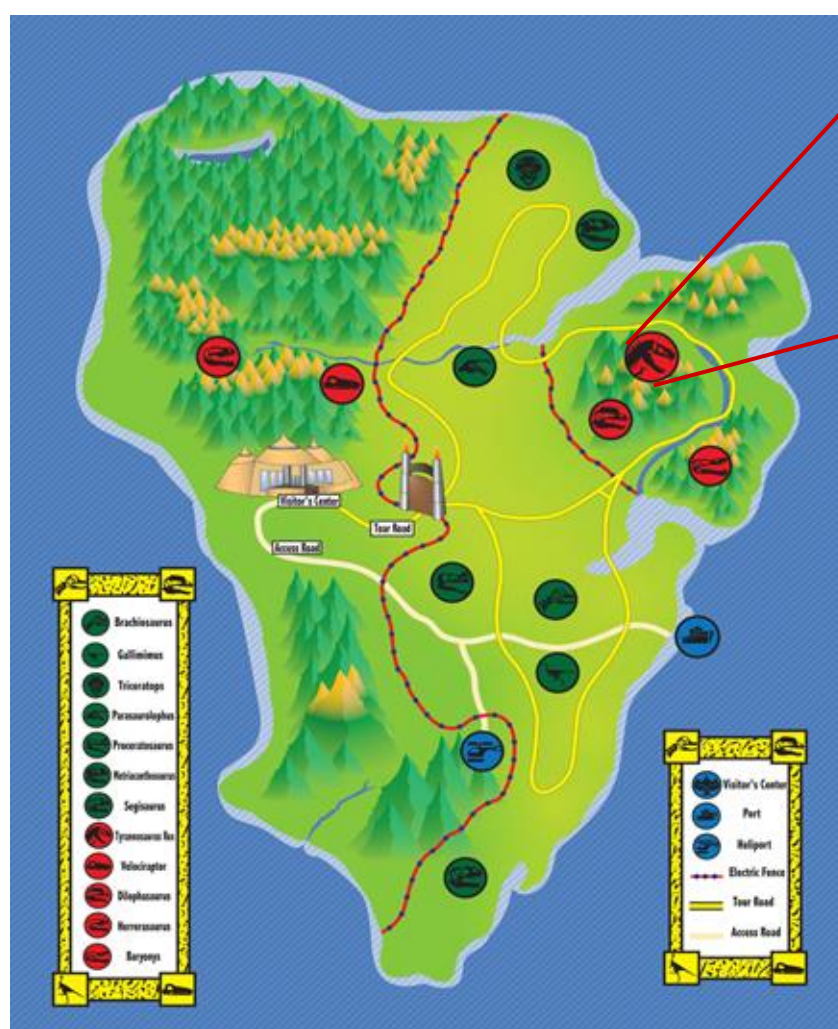 Visitor's Center
Tour Road
Access Road
Brachiosaurus
Gallimimus
Triceratops
Parasaurolophus
Proceratosaurus
Metriacanthosaurus
Segisaurus
Tyranosaurus Rex
Velociraptor
Dilophosaurus
Herrerasaurus
Baryonyx
Visitor's Center
Port
Heliport
Electric Fence
Tour Road
Access Road